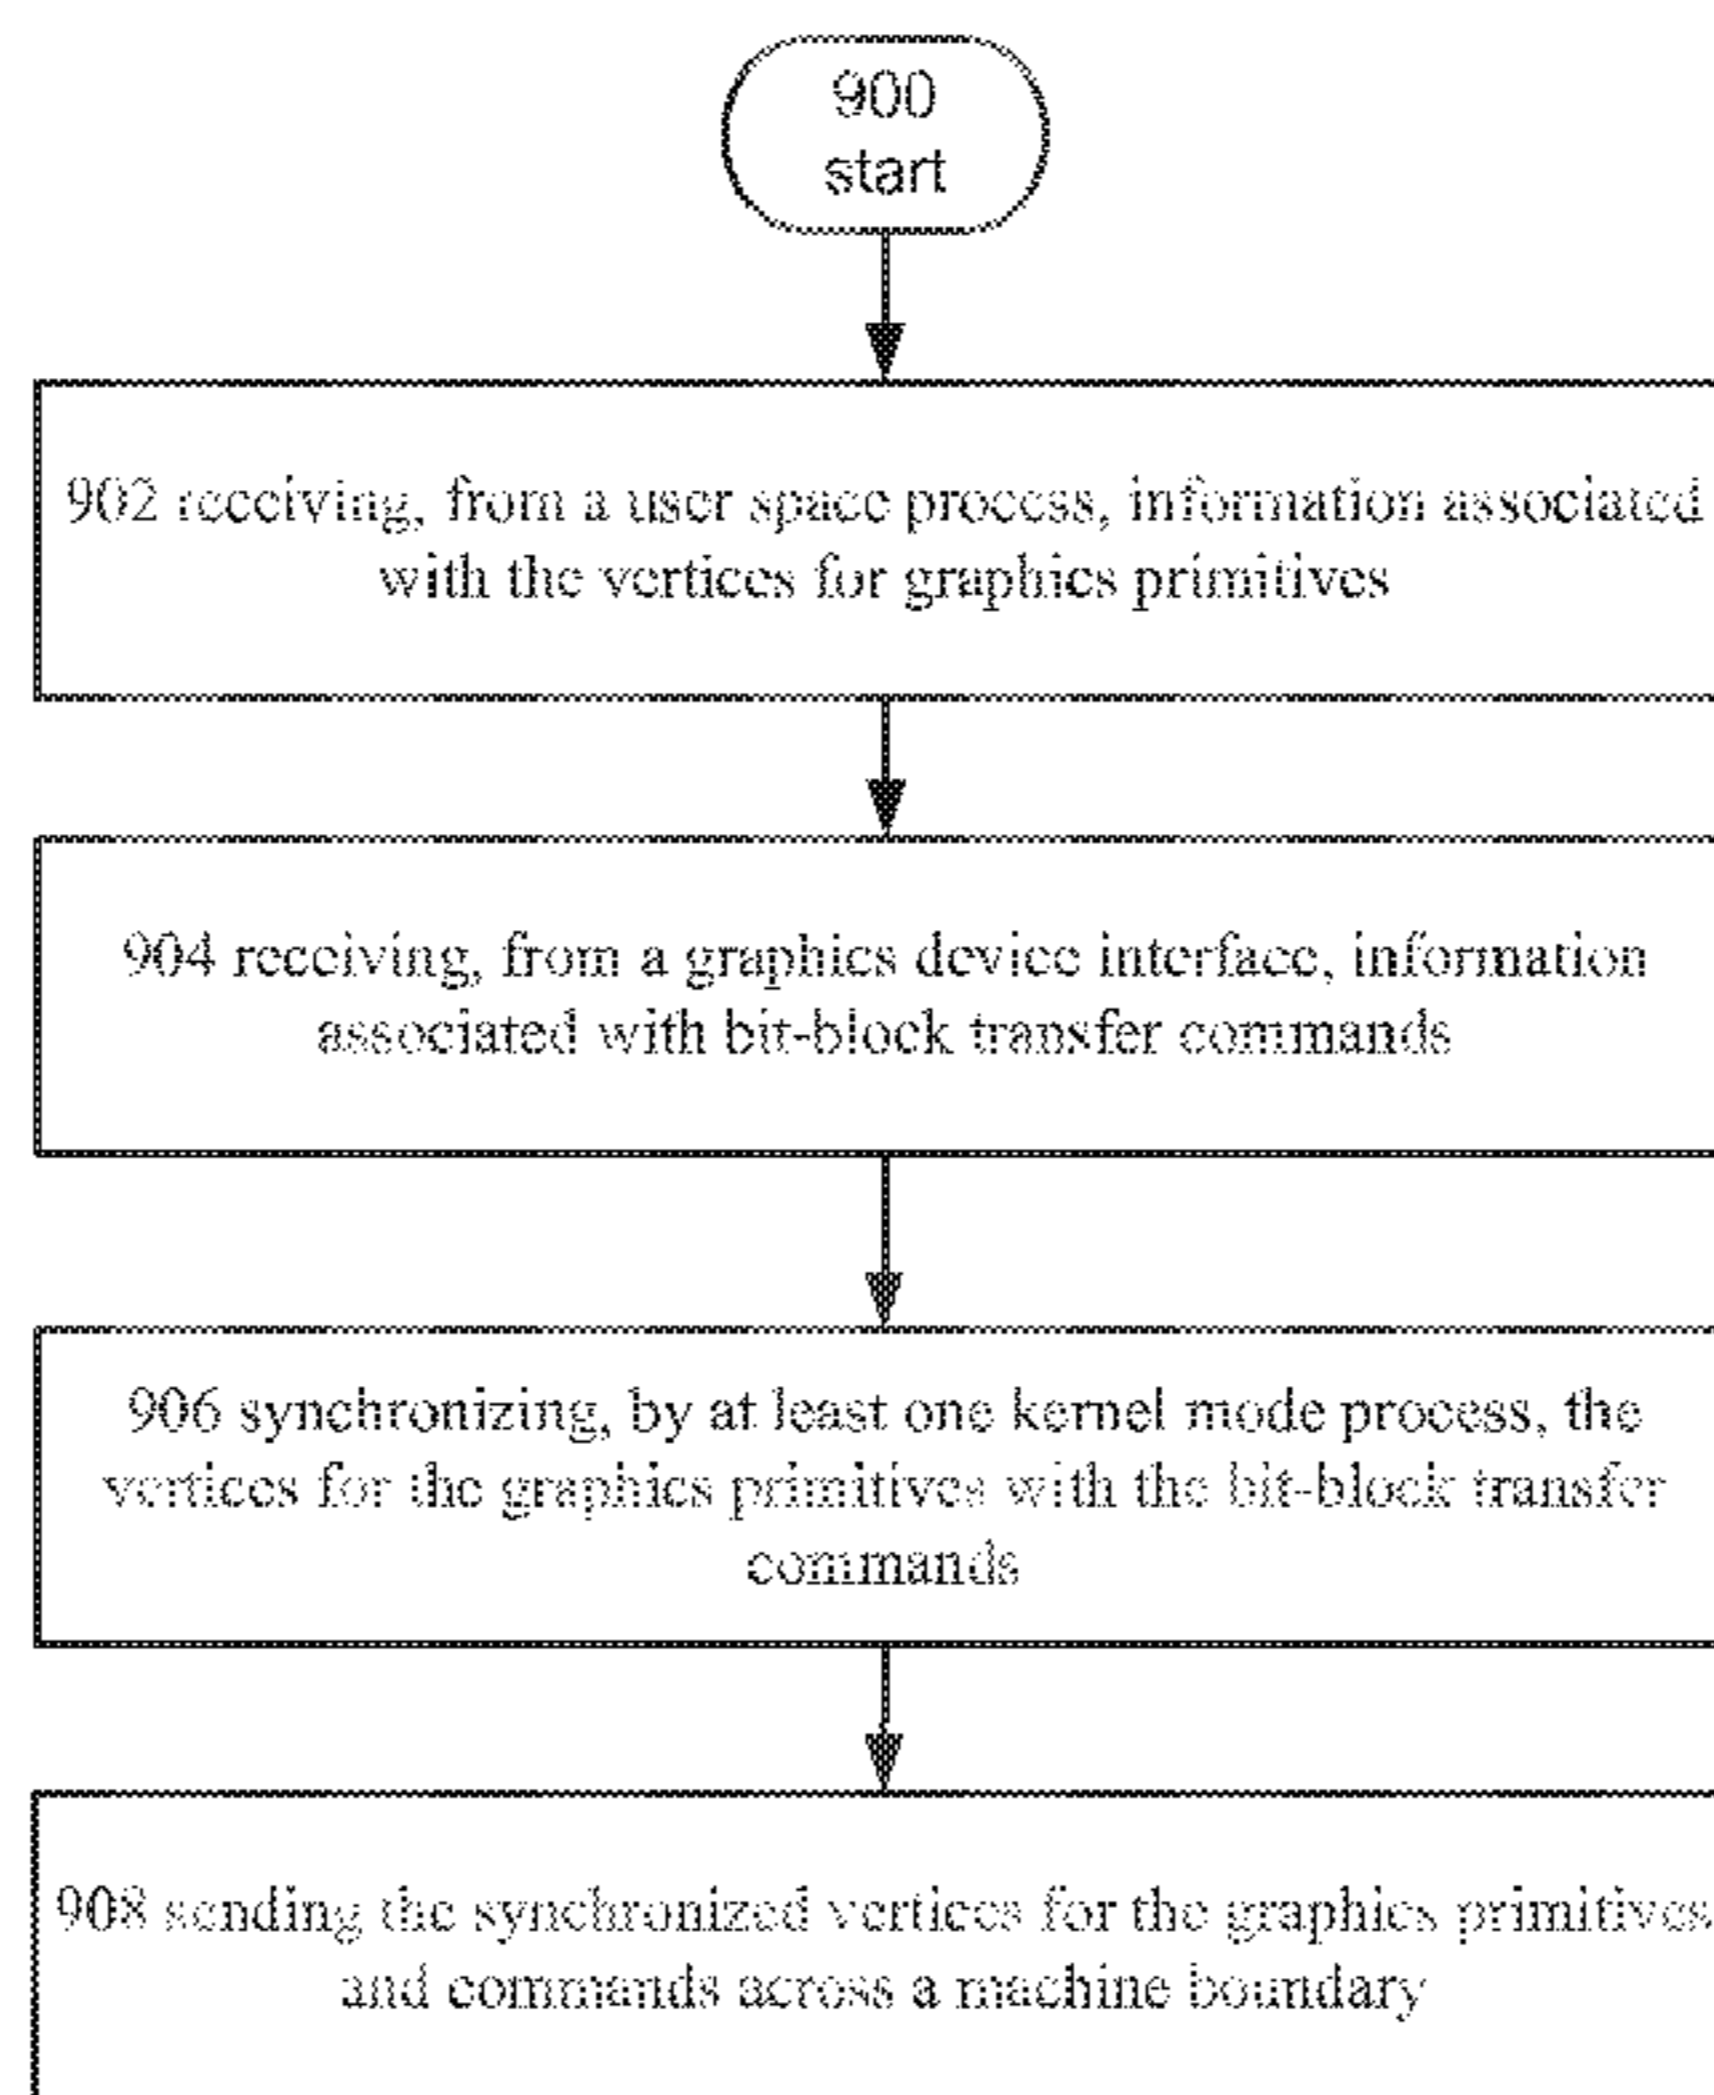 900
start
902 receiving, from a user space process, information associated
with the vertices for graphics primitives
904 receiving, from a graphics device interface, information
associated with bit-block transfer commands
906 synchronizing, by at least one kernel mode process, the
vertices for the graphics primitives with the bit-block transfer
commands
908 sending the synchronized vertices for the graphics primitives
and commands across a machine boundary